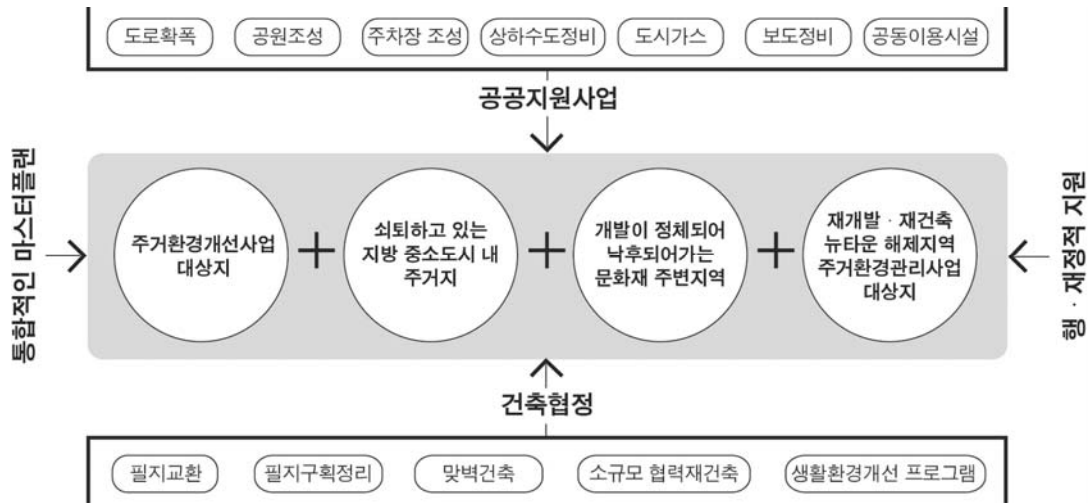 도로확폭 공원조성 주차장 조성 상하수도정비 도시가스 보도정비 공동이용시설
공공지원사업
통합적인 마스터플랜
주거환경개선사업
대상지
쇠퇴하고 있는
지방 중소도시 내
주거지
개발이 정체되어
낙후되어가는
문화재 주변지역
재개발 · 재건축
뉴타운 해제지역
주거환경관리사업
대상지
행 · 재정적 지원
건축협정
필지교환 필지구획정리 맞벽건축 소규모 협력재건축 생활환경개선 프로그램